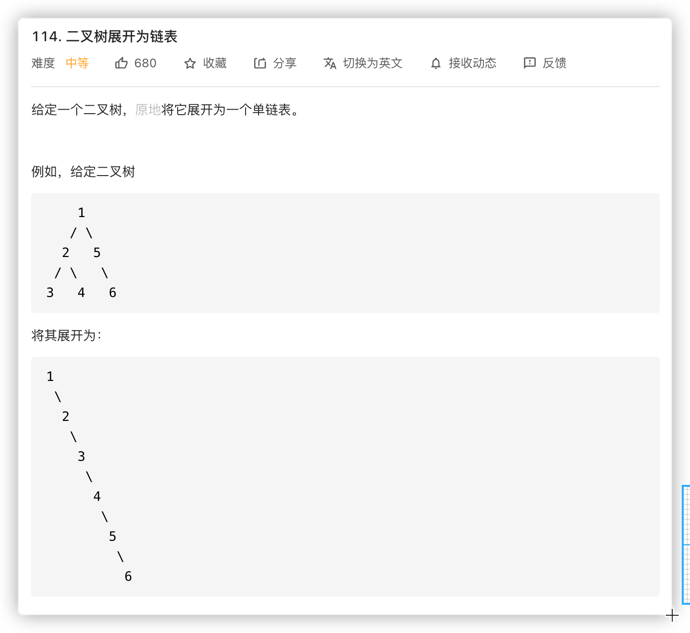 114. 二叉树展开为链表
难度 中等 680 收藏 分享 切换为英文 接收动态 反馈
给定一个二叉树，原地将它展开为一个单链表。
例如，给定二叉树
1
/ \
2 5
/ \ \
3 4 6
将其展开为：
1
\
2
\
3
\
4
\
5
\
6